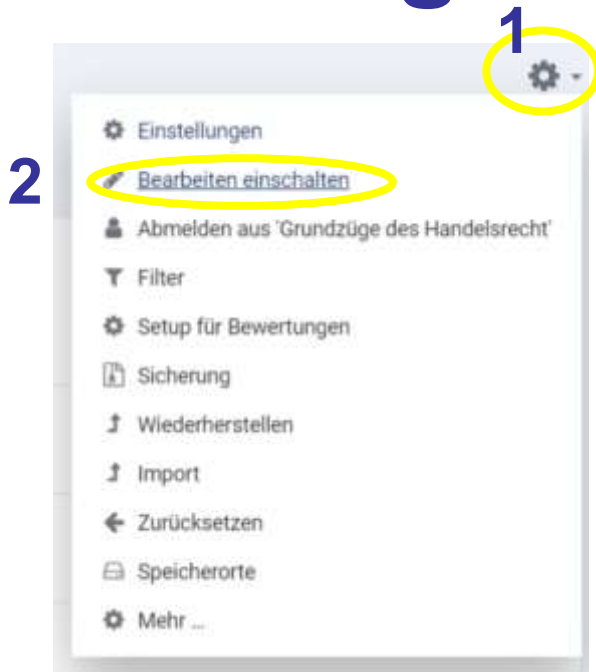 1
2
Einstellungen
Bearbeiten einschalten
Abmelden aus 'Grundzüge des Handelsrecht'
Filter
Setup für Bewertungen
Sicherung
Wiederherstellen
Import
Zurücksetzen
Speicherorte
Mehr ...